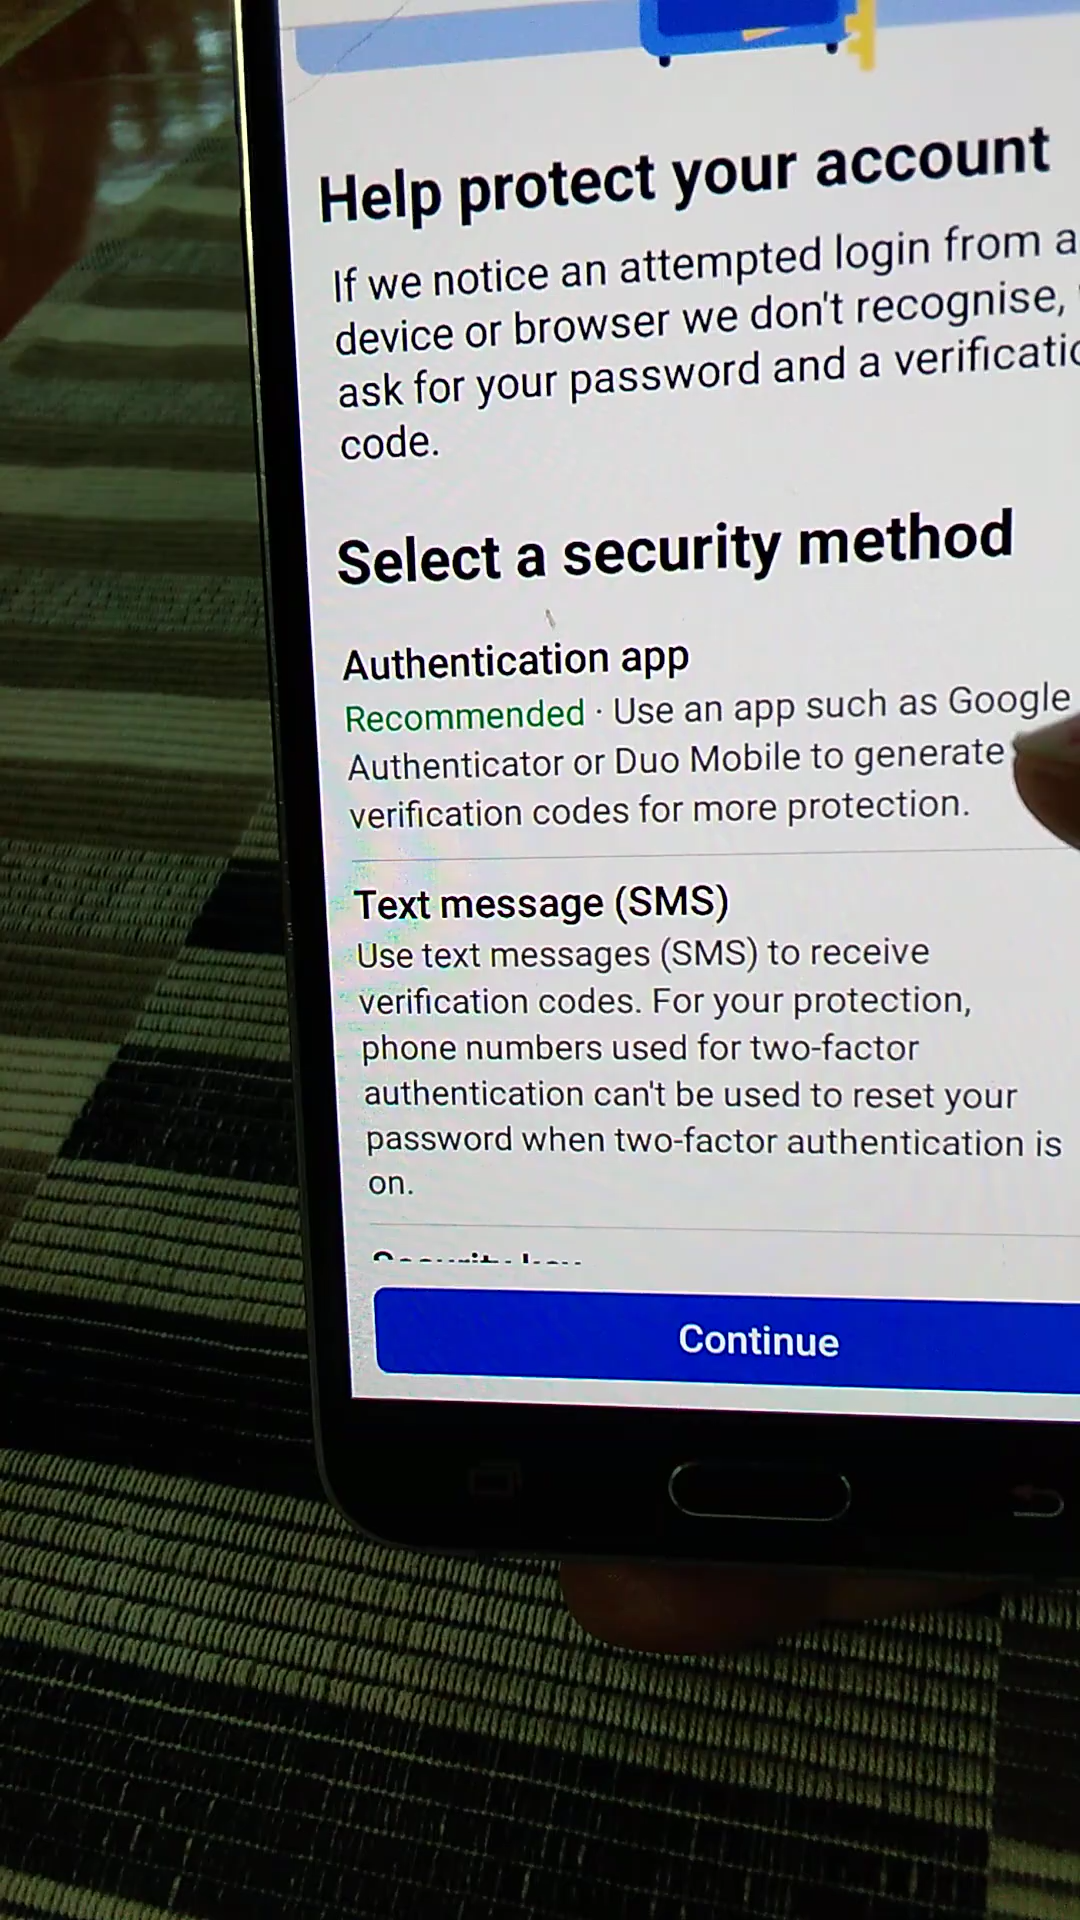 Help protect your account
If we notice an attempted login from a
device or browser we don't recognise,
ask for your password and a
code.
Select a security method
Authentication app
Recommended · Use an app such as Google
Authenticator or Duo Mobile to generate
verification codes for more protection.
Text message (SMS)
Use text messages (SMS) to receive
verification codes. For your protection,
phone numbers used for two-factor
authentication can't be used to reset your
password when two-factor authentication is
on.
Continue